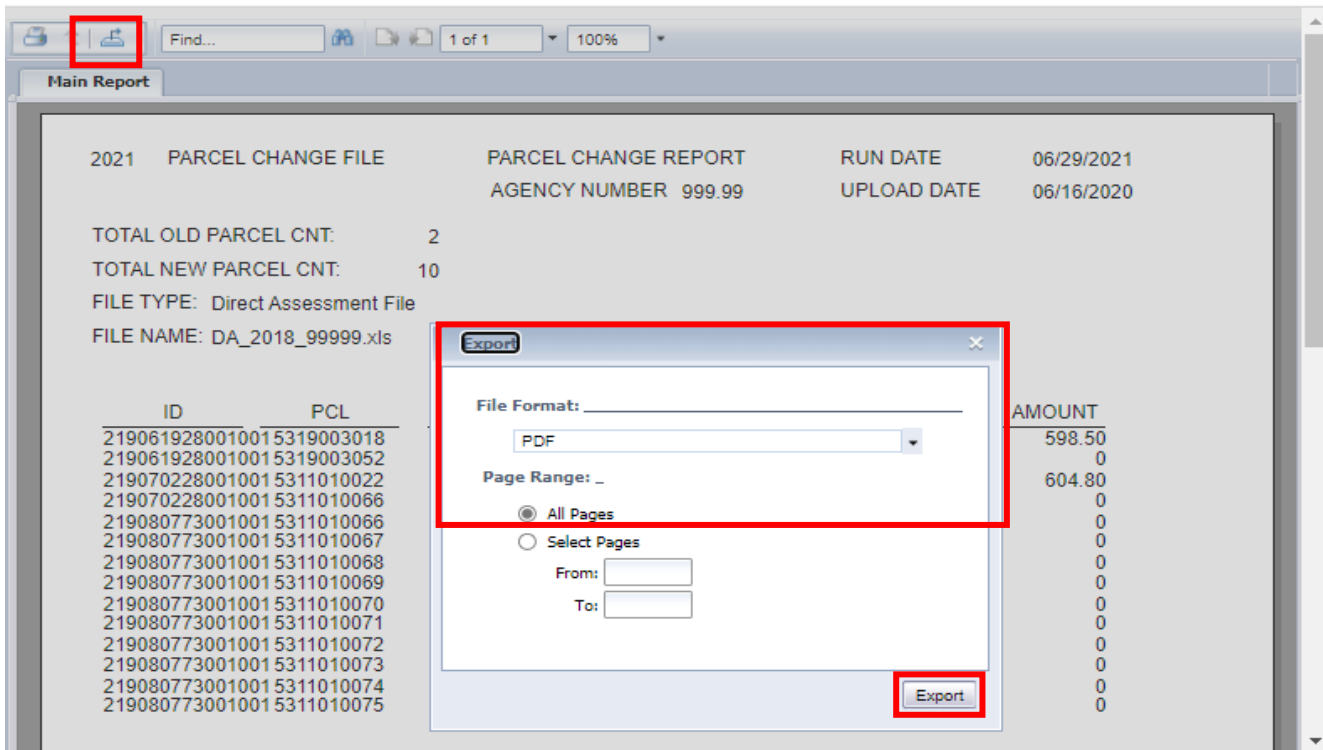 Find... 1 of 1 100%
Main Report
2021 PARCEL CHANGE FILE PARCEL CHANGE REPORT RUN DATE 06/29/2021
AGENCY NUMBER 999.99 UPLOAD DATE 06/16/2020
TOTAL OLD PARCEL CNT: 2
TOTAL NEW PARCEL CNT: 10
FILE TYPE: Direct Assessment File
FILE NAME: DA_2018_99999.xls
ID PCL AMOUNT
219061928001001 5319003018 598.50
219061928001001 5319003052 0
219070228001001 5311010022 604.80
219070228001001 5311010066 0
219080773001001 5311010066 0
219080773001001 5311010067 0
219080773001001 5311010068 0
219080773001001 5311010069 0
219080773001001 5311010070 0
219080773001001 5311010071 0
219080773001001 5311010072 0
219080773001001 5311010073 0
219080773001001 5311010074 0
219080773001001 5311010075 0
Export
File Format:
PDF
Page Range:
All Pages
Select Pages
From:
To:
Export